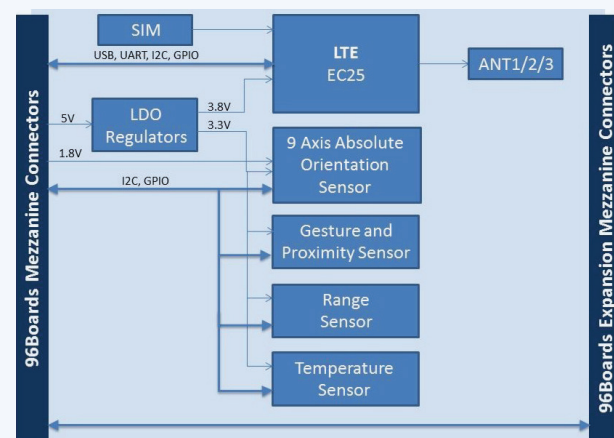 96Boards Mezzanine Connectors
SIM
USB, UART, I2C, GPIO
LTE
EC25
ANT1/2/3
5V
LDO
Regulators
3.8V
3.3V
1.8V
I2C, GPIO
9 Axis Absolute
Orientation
Sensor
Gesture and
Proximity Sensor
Range
Sensor
Temperature
Sensor
96Boards Expansion Mezzanine Connectors